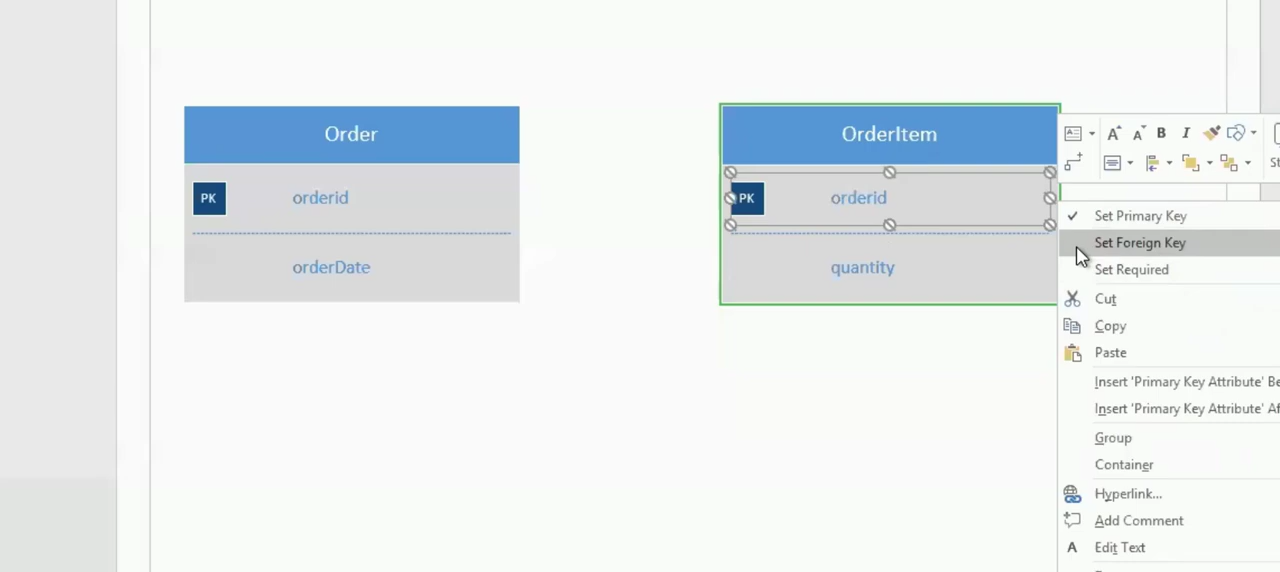 Order
OrderItem
PK orderid
PK orderid
orderDate
quantity
A A B I
St
Set Primary Key
Set Foreign Key
Set Required
Cut
Copy
Paste
Insert 'Primary Key Attribute' Be
Insert 'Primary Key Attribute' Af
Group
Container
Hyperlink...
Add Comment
A Edit Text